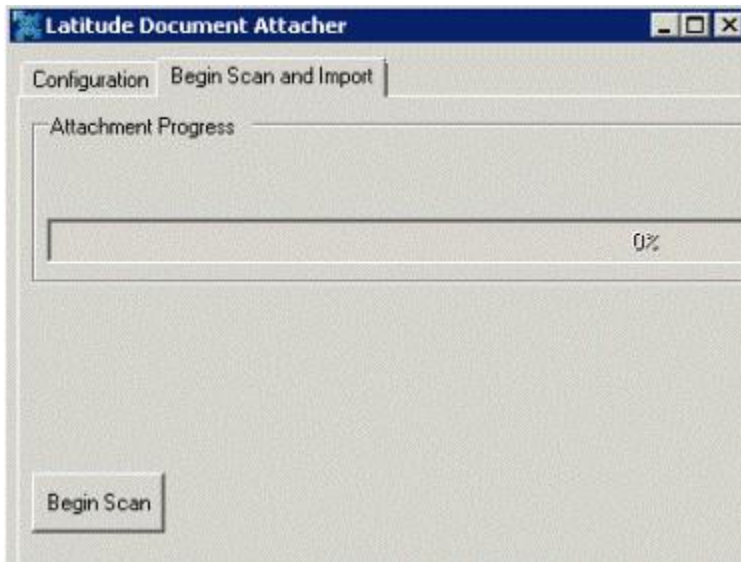 Latitude Document Attacher
Configuration Begin Scan and Import
Attachment Progress
0%
Begin Scan